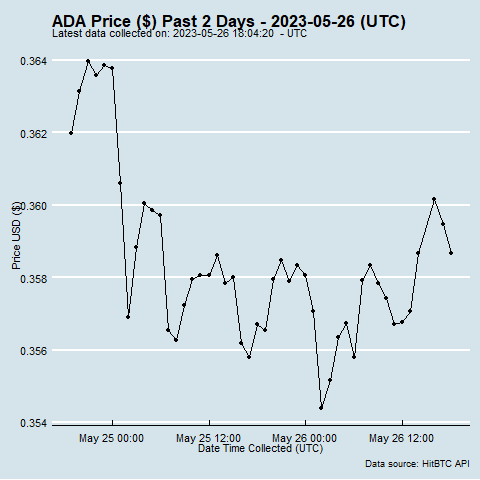 ADA Price ($) Past 2 Days - 2023-05-26 (UTC)
Latest data collected on: 2023-05-26 18:04:20 - UTC
0.364
0.362
0.360
Price USD ($)
0.358
0.356
0.354
May 25 00:00 May 25 12:00 May 26 00:00 May 26 12:00
Date Time Collected (UTC)
Data source: HitBTC API